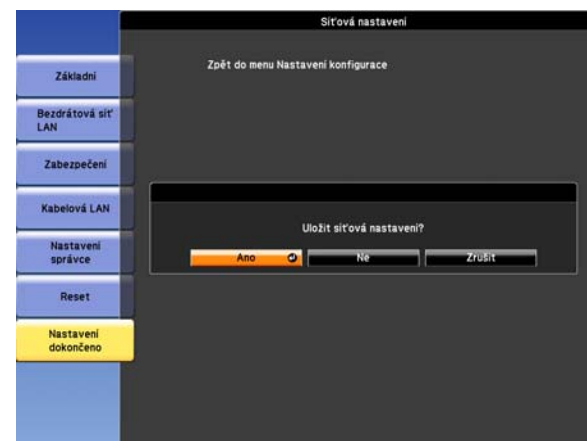 Síťová nastavení
Zpět do menu Nastavení konfigurace
Základní
Bezdrátová síť
LAN
Zabezpečení
Kabelová LAN
Nastavení
správce
Reset
Nastavení
dokončeno
Uložit síťová nastavení?
Ano Ne Zrušit